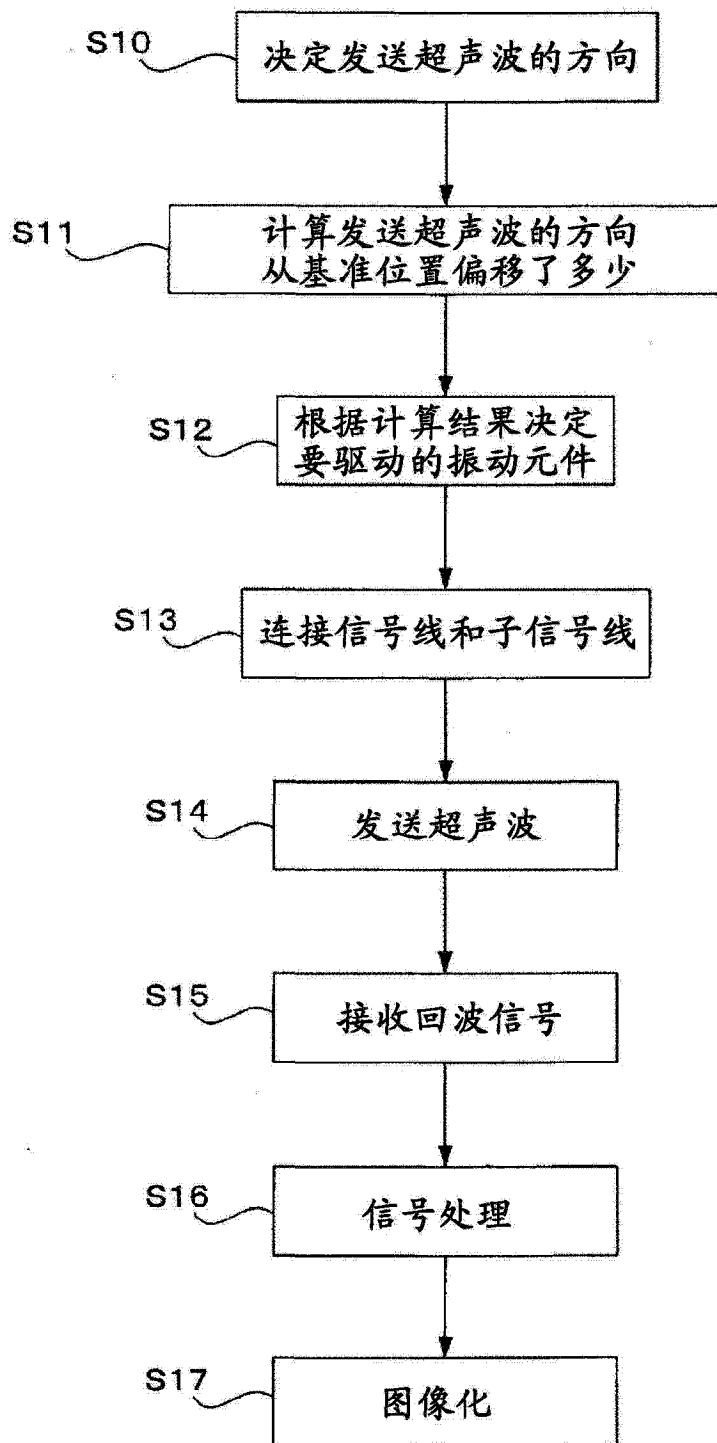 S10
决定发送超声波的方向
S11
计算发送超声波的方向
从基准位置偏移了多少
S12
根据计算结果决定
要驱动的振动元件
S13
连接信号线和子信号线
S14
发送超声波
S15
接收回波信号
S16
信号处理
S17
图像化